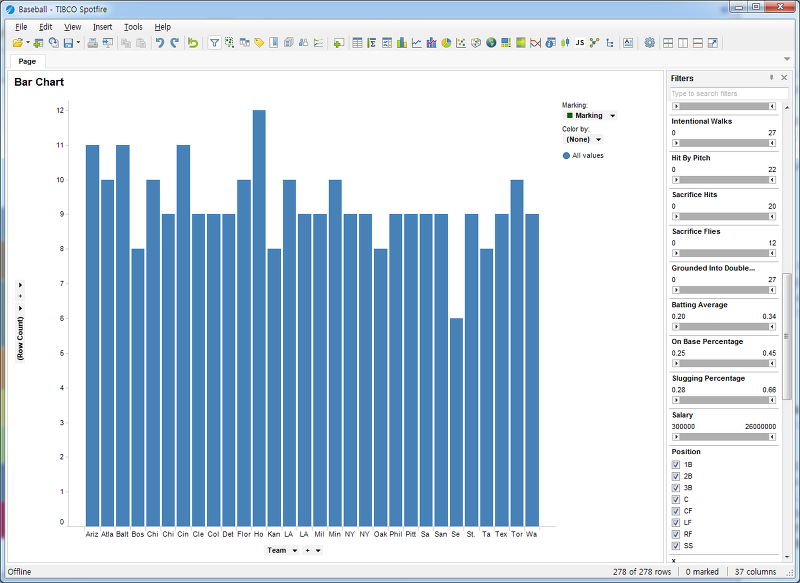 Baseball - TIBCO Spotfire
File Edit View Insert Tools Help
JS
Page
Bar Chart
12
11
10
9
8
7
6
5
4
3
2
1
0
(Row Count)
Ariz Atla Balt Bos Chi Chi Cin Cle Col Det Flor Ho Kan LA LA Mil Min NY NY Oak Phil Pitt Sa San Se St. Ta Tex Tor Wa
Team
Marking:
Marking
Color by:
(None)
All values
Filters
Type to search filters
Intentional Walks
0 27
Hit By Pitch
0 22
Sacrifice Hits
0 20
Sacrifice Flies
0 12
Grounded Into Double...
0 27
Batting Average
0.20 0.34
On Base Percentage
0.25 0.45
Slugging Percentage
0.28 0.66
Salary
300000 26000000
Position
1B
2B
3B
C
CF
LF
RF
SS
Offline
278 of 278 rows 0 marked 37 columns